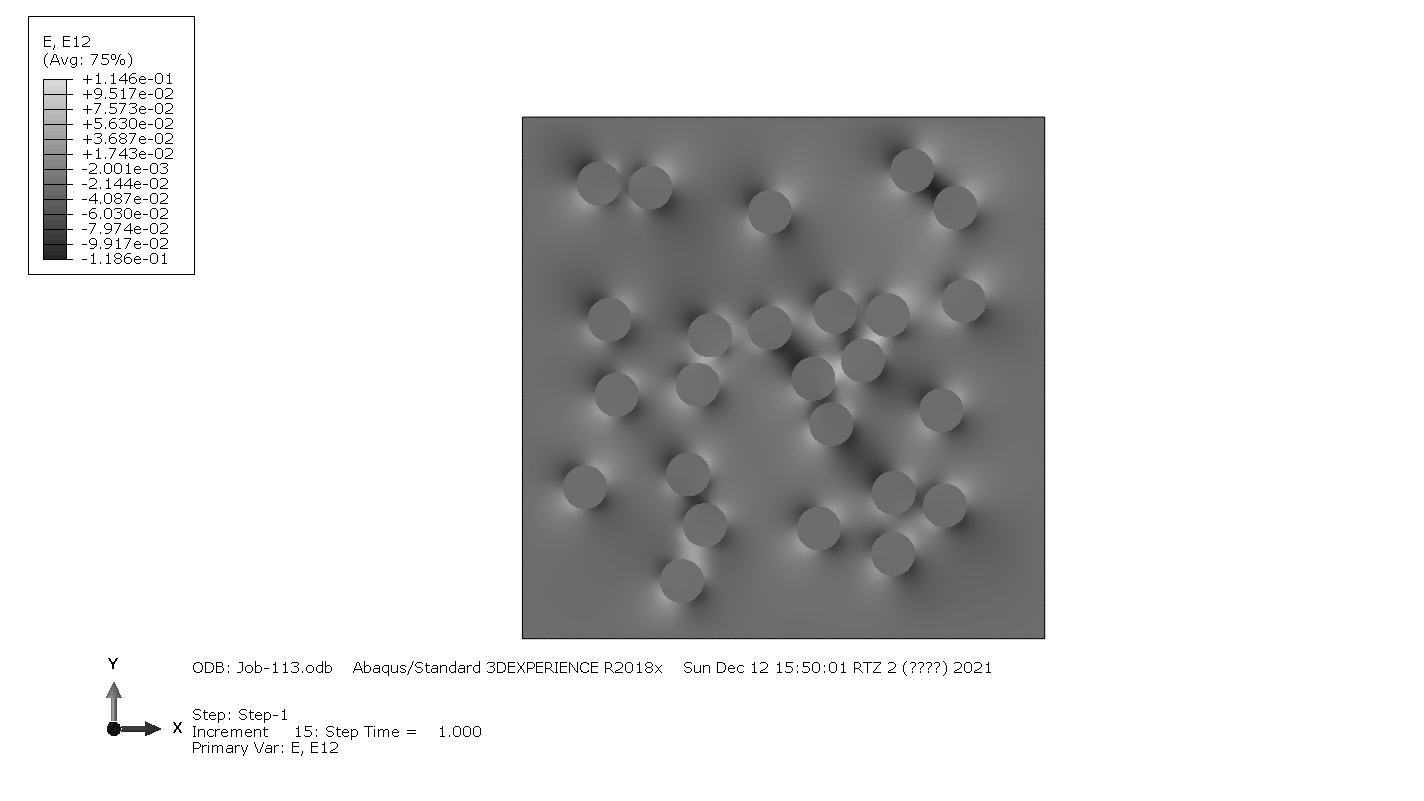 E, E12
(Avg: 75%)
+1.146e-01
+9.517e-02
+7.573e-02
+5.630e-02
+3.687e-02
+1.743e-02
-2.001e-03
-2.144e-02
-4.087e-02
-6.030e-02
-7.974e-02
-9.917e-02
-1.186e-01
Y
X
ODB: Job-113.odb    Abaqus/Standard 3DEXPERIENCE R2018x    Sun Dec 12 15:50:01 RTZ 2 (????) 2021
Step: Step-1
Increment    15: Step Time =    1.000
Primary Var: E, E12